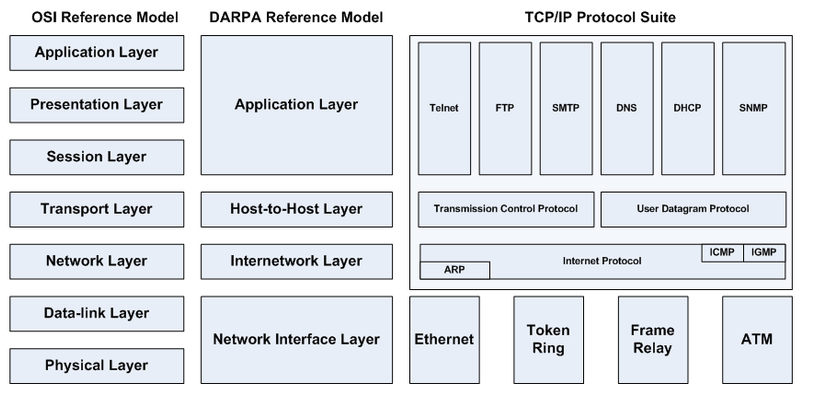 OSI Reference Model
DARPA Reference Model
TCP/IP Protocol Suite
Application Layer
Presentation Layer
Session Layer
Transport Layer
Network Layer
Data-link Layer
Physical Layer
Application Layer
Host-to-Host Layer
Internetwork Layer
Network Interface Layer
Telnet
FTP
SMTP
DNS
DHCP
SNMP
Transmission Control Protocol
User Datagram Protocol
Internet Protocol
ICMP
IGMP
ARP
Ethernet
Token
Ring
Frame
Relay
ATM